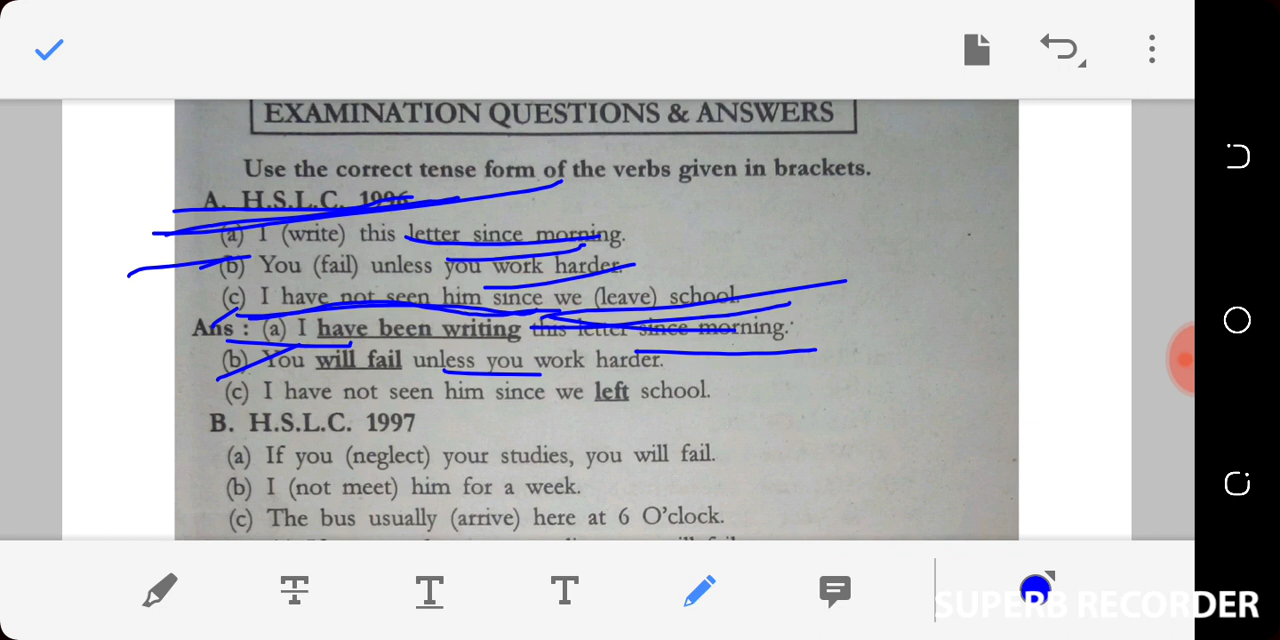 EXAMINATION QUESTIONS & ANSWERS
Use the correct tense form of the verbs given in brackets.
A. H.S.L.C. 1996
(a) I (write) this letter since morning.
(b) You (fail) unless you work harder.
(c) I have not seen him since we (leave) school.
Ans : (a) I have been writing this letter since morning.
(b) You will fail unless you work harder.
(c) I have not seen him since we left school.
B. H.S.L.C. 1997
(a) If you (neglect) your studies, you will fail.
(b) I (not meet) him for a week.
(c) The bus usually (arrive) here at 6 O'clock.
SUPERB RECORDER